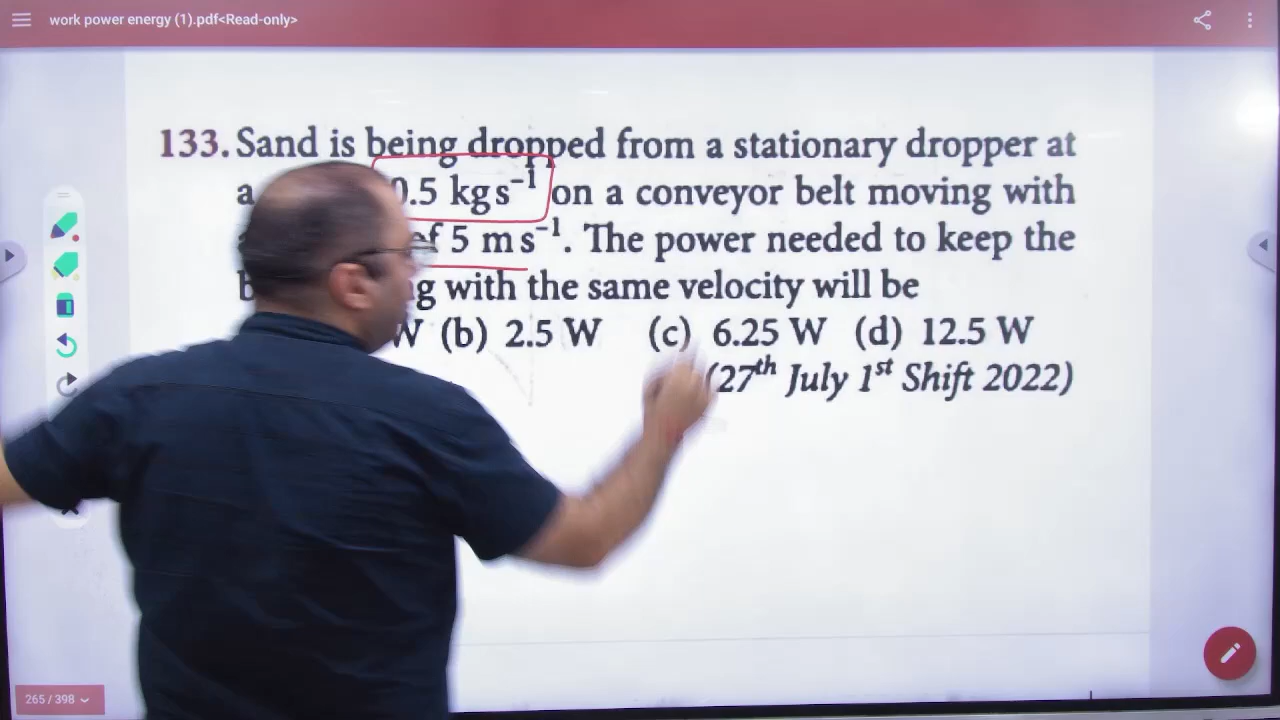 work power energy (1).pdf<Read-only>
133. Sand is being dropped from a stationary dropper at
a 0.5 kg s⁻¹ on a conveyor belt moving with
of 5 m s⁻¹. The power needed to keep the
with the same velocity will be
W (b) 2.5 W (c) 6.25 W (d) 12.5 W
(27th July 1st Shift 2022)
265 / 398